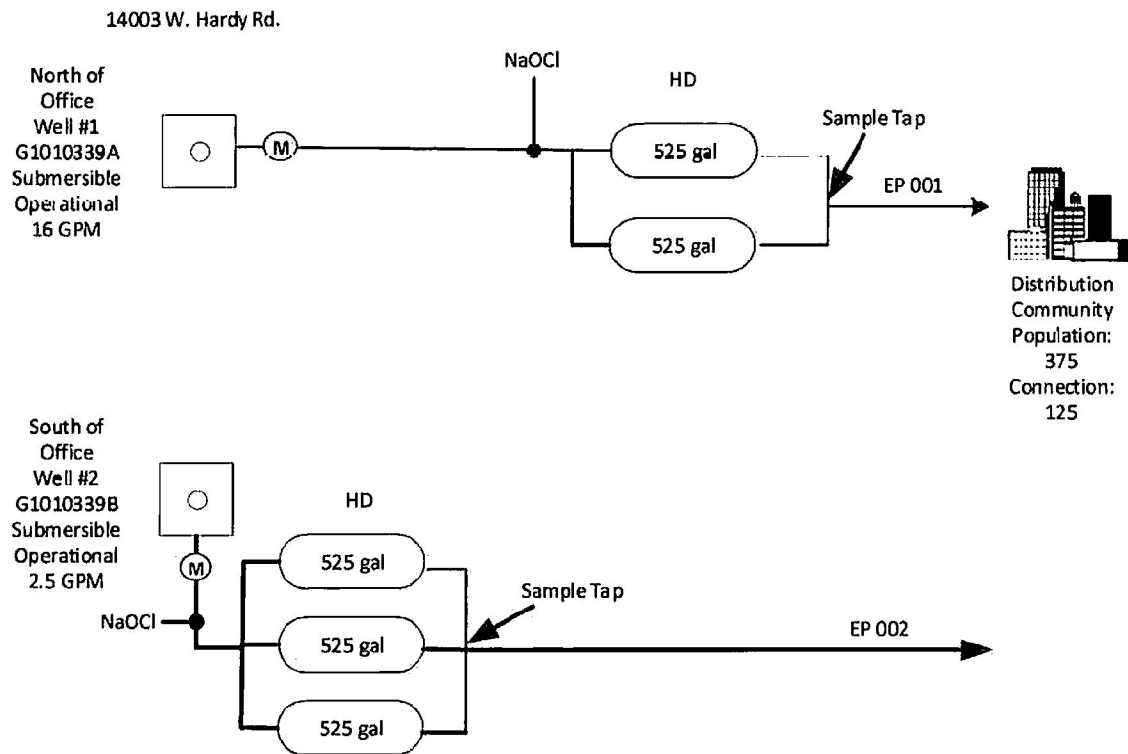 14003 W. Hardy Rd.
North of
Office
Well #1
G1010339A
Submersible
Operational
16 GPM
M
NaOCl
HD
525 gal
525 gal
Sample Tap
EP 001
Distribution
Community
Population:
375
Connection:
125
South of
Office
Well #2
G1010339B
Submersible
Operational
2.5 GPM
M
NaOCl
HD
525 gal
525 gal
525 gal
Sample Tap
EP 002